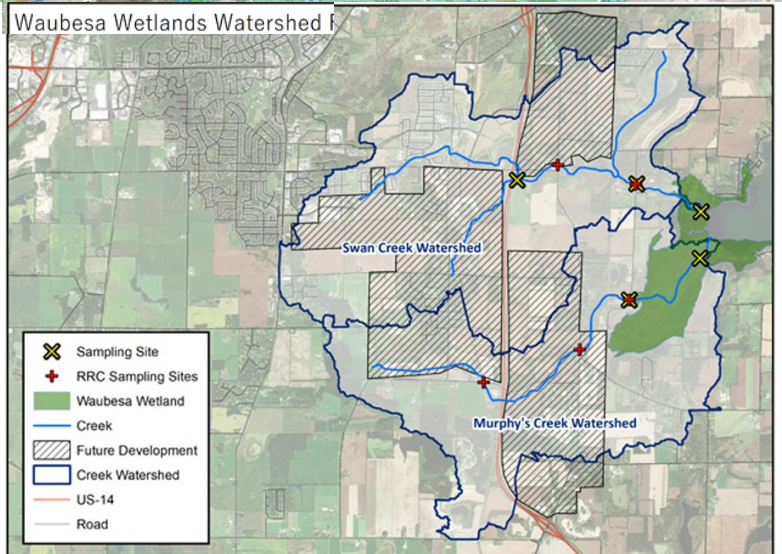 Waubesa Wetlands Watershed
Swan Creek Watershed
Murphy's Creek Watershed
Sampling Site
RRC Sampling Sites
Waubesa Wetland
Creek
Future Development
Creek Watershed
US-14
Road